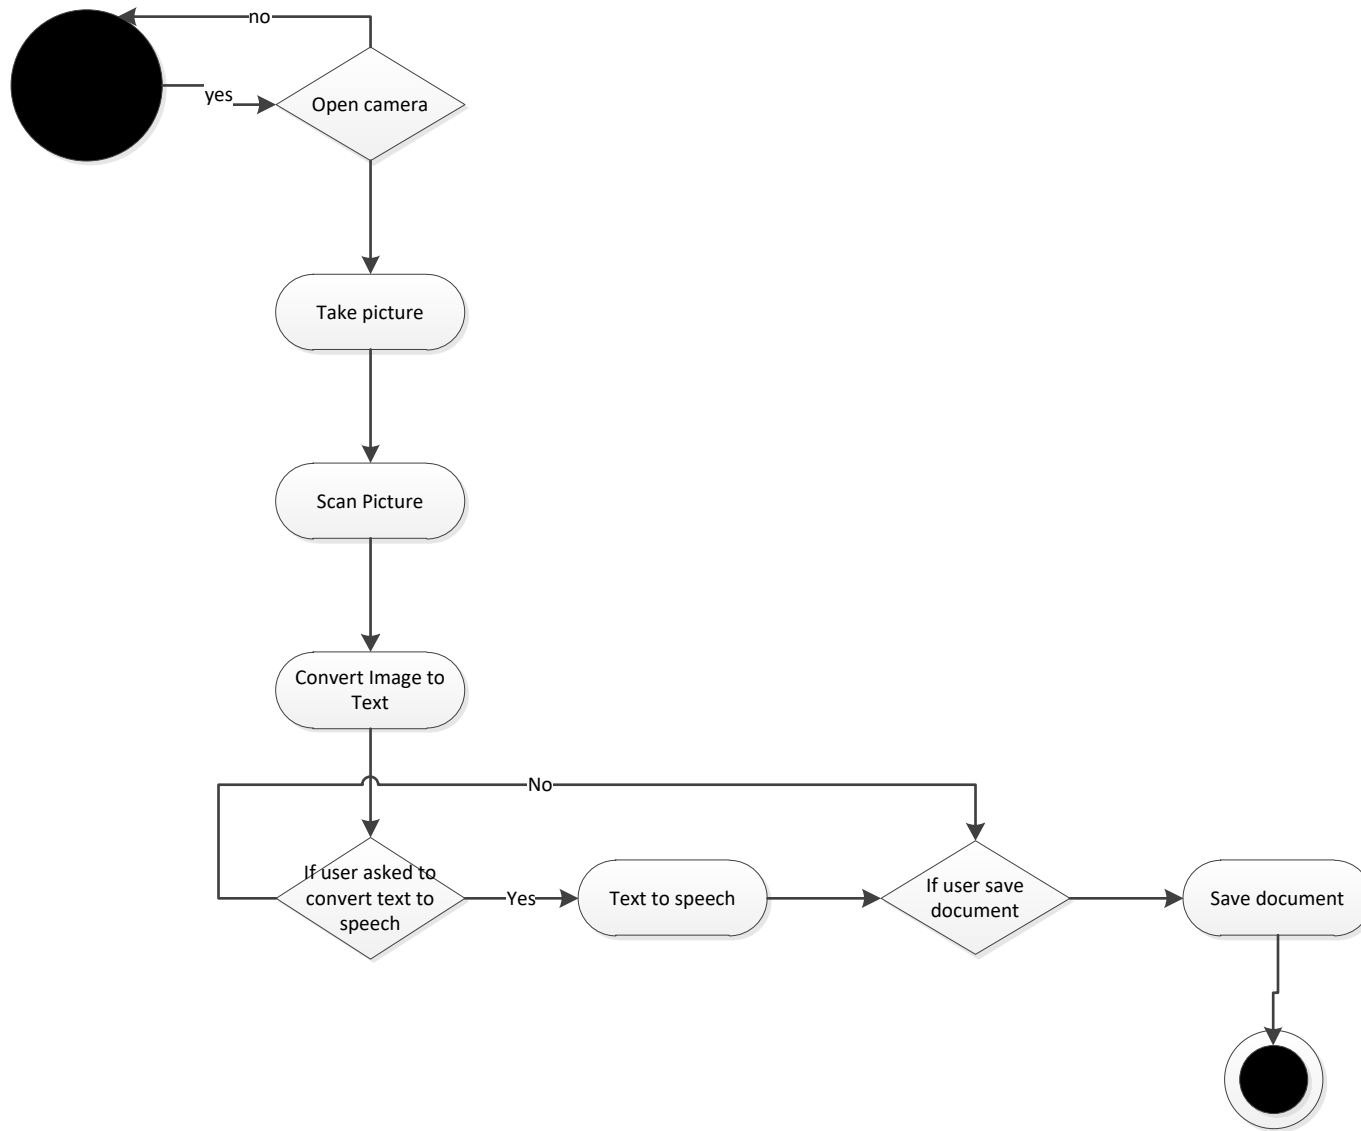 no
yes
Open camera
Take picture
Scan Picture
Convert Image to
Text
No
If user asked to
convert text to
speech
Yes
Text to speech
If user save
document
Save document